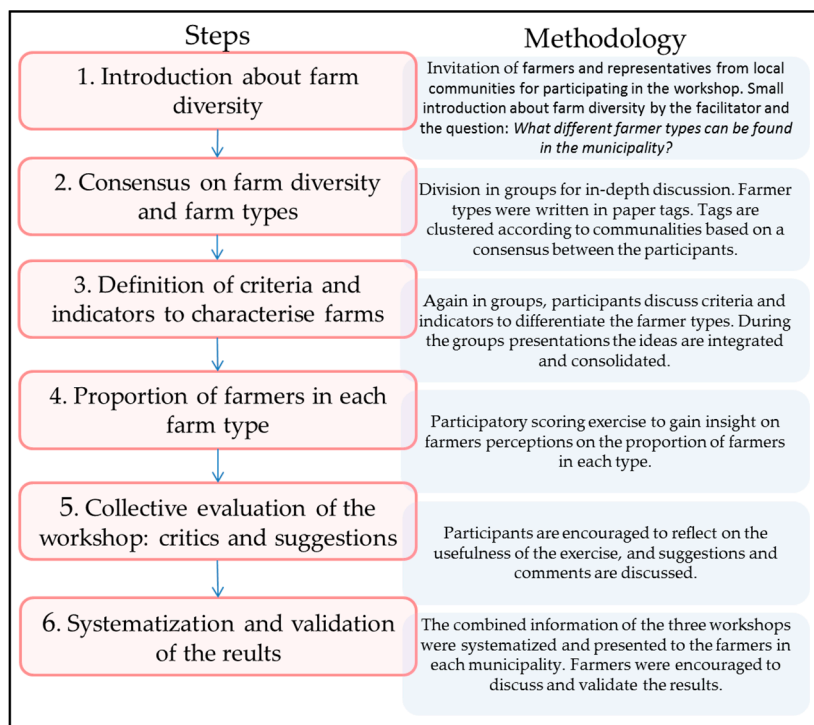 Steps
Methodology
1. Introduction about farm
diversity
Invitation of farmers and representatives from local
communities for participating in the workshop. Small
introduction about farm diversity by the facilitator and
the question: What different farmer types can be found
in the municipality?
2. Consensus on farm diversity
and farm types
Division in groups for in-depth discussion. Farmer
types were written in paper tags. Tags are
clustered according to communalities based on a
consensus between the participants.
3. Definition of criteria and
indicators to characterise farms
Again in groups, participants discuss criteria and
indicators to differentiate the farmer types. During
the groups presentations the ideas are integrated
and consolidated.
4. Proportion of farmers in each
farm type
Participatory scoring exercise to gain insight on
farmers perceptions on the proportion of farmers
in each type.
5. Collective evaluation of the
workshop: critics and suggestions
Participants are encouraged to reflect on the
usefulness of the exercise, and suggestions and
comments are discussed.
6. Systematization and validation
of the reults
The combined information of the three workshops
were systematized and presented to the farmers in
each municipality. Farmers were encouraged to
discuss and validate the results.